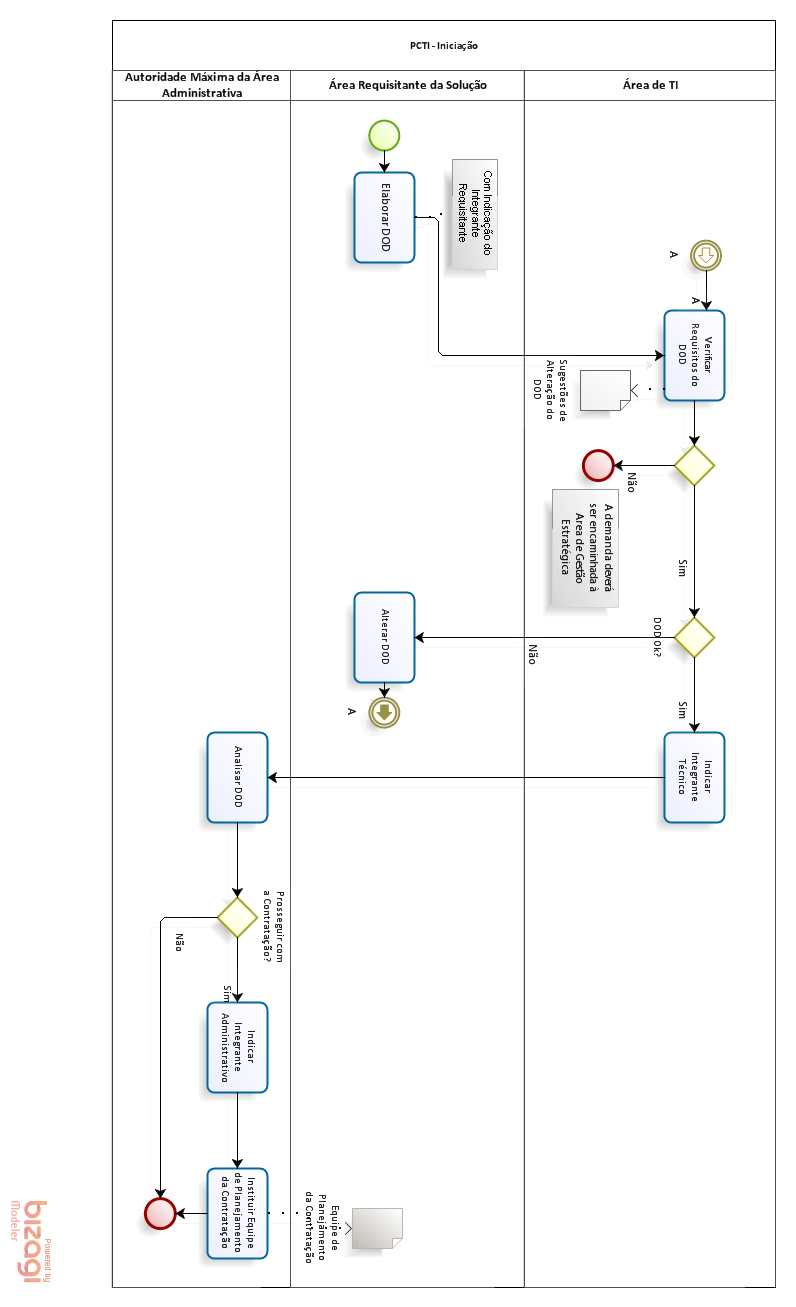 PCTI - Iniciação
Autoridade Máxima da Área
Administrativa
Área Requisitante da Solução
Área de TI
Elaborar DOD
Com Indicação do
Integrante
Requisitante
A
A
Verificar
Requisitos do
DOD
Sugestões de
Alteração do
DOD
Não
A demanda deverá
ser encaminhada à
Area de Gestão
Estratégica
Sim
DOD Ok?
Não
Alterar DOD
A
Sim
Indicar
Integrante
Técnico
Analisar DOD
Prosseguir com
a Contratação?
Não
Sim
Indicar
Integrante
Administrativo
Instituir Equipe
de Planejamento
da Contratação
Equipe de
Planejamento
da Contratação
Powered by
bizagi
Modeler